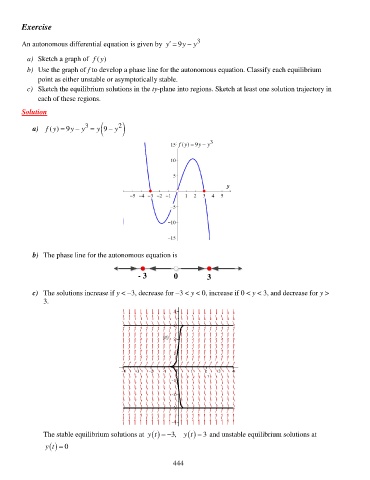 Exercise
An autonomous differential equation is given by y′ = 9y − y³
a) Sketch a graph of f(y)
b) Use the graph of f to develop a phase line for the autonomous equation. Classify each equilibrium
point as either unstable or asymptotically stable.
c) Sketch the equilibrium solutions in the ty-plane into regions. Sketch at least one solution trajectory in
each of these regions.
Solution
a) f(y) = 9y − y³ = y(9 − y²)
15 f(y) = 9y − y³
10
5
y
−5 −4 −3 −2 −1 1 2 3 4 5
−5
−10
−15
b) The phase line for the autonomous equation is
- 3 0 3
c) The solutions increase if y < −3, decrease for −3 < y < 0, increase if 0 < y < 3, and decrease for y >
3.
The stable equilibrium solutions at y(t) = −3, y(t) = 3 and unstable equilibrium solutions at
y(t) = 0
444